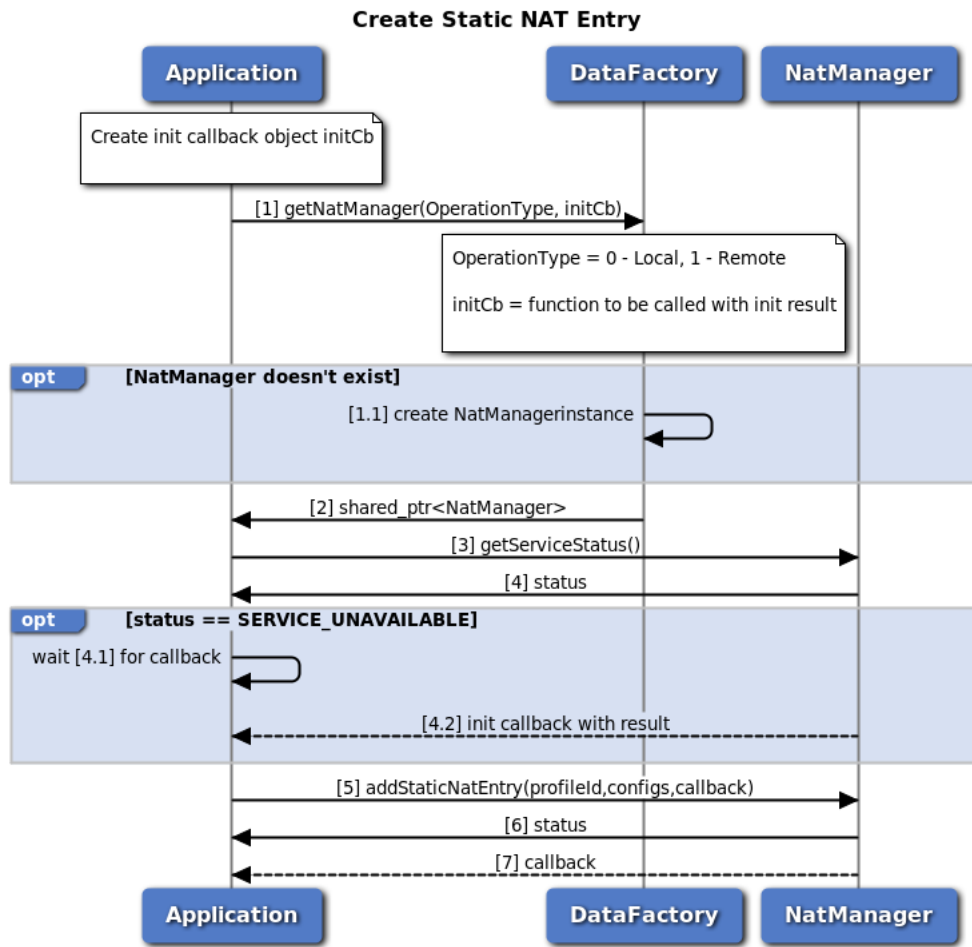 Create Static NAT Entry
Application
DataFactory
NatManager
Create init callback object initCb
[1] getNatManager(OperationType, initCb)
OperationType = 0 - Local, 1 - Remote
initCb = function to be called with init result
opt
[NatManager doesn't exist]
[1.1] create NatManagerinstance
[2] shared_ptr<NatManager>
[3] getServiceStatus()
[4] status
opt
[status == SERVICE_UNAVAILABLE]
wait [4.1] for callback
[4.2] init callback with result
[5] addStaticNatEntry(profileId,configs,callback)
[6] status
[7] callback
Application
DataFactory
NatManager